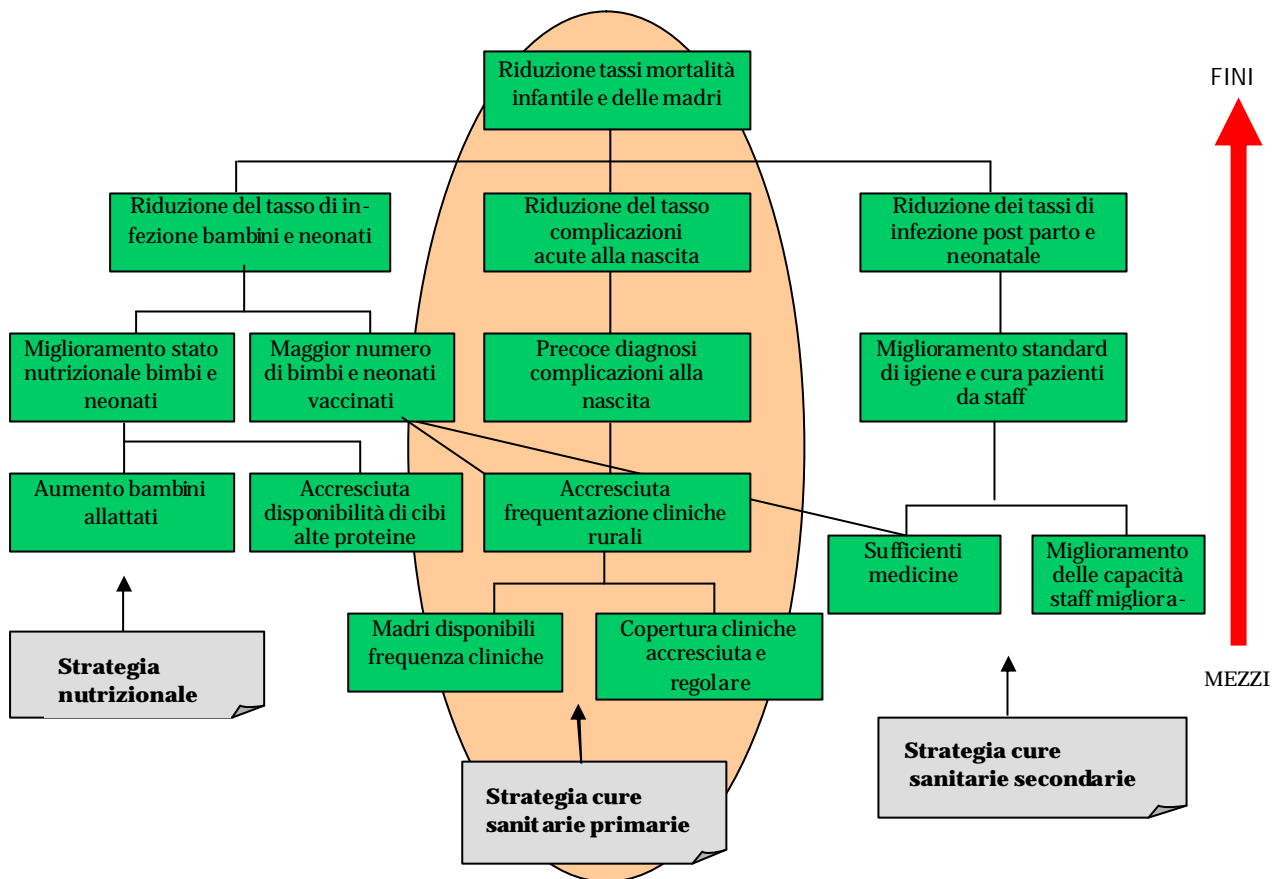 Riduzione tassi mortalità
infantile e delle madri
FINI
Riduzione del tasso di in-
fezione bambini e neonati
Riduzione del tasso
complicazioni
acute alla nascita
Riduzione dei tassi di
infezione post parto e
neonatale
Miglioramento stato
nutrizionale bimbi e
neonati
Maggior numero
di bimbi e neonati
vaccinati
Precoce diagnosi
complicazioni alla
nascita
Miglioramento standard
di igiene e cura pazienti
da staff
Aumento bambini
allattati
Accresciuta
disponibilità di cibi
alte proteine
Accresciuta
frequentazione cliniche
rurali
Sufficienti
medicine
Miglioramento
delle capacità
staff migliora-
Madri disponibili
frequenza cliniche
Copertura cliniche
accresciuta e
regolare
MEZZI
Strategia
nutrizionale
Strategia cure
sanitarie primarie
Strategia cure
sanitarie secondarie